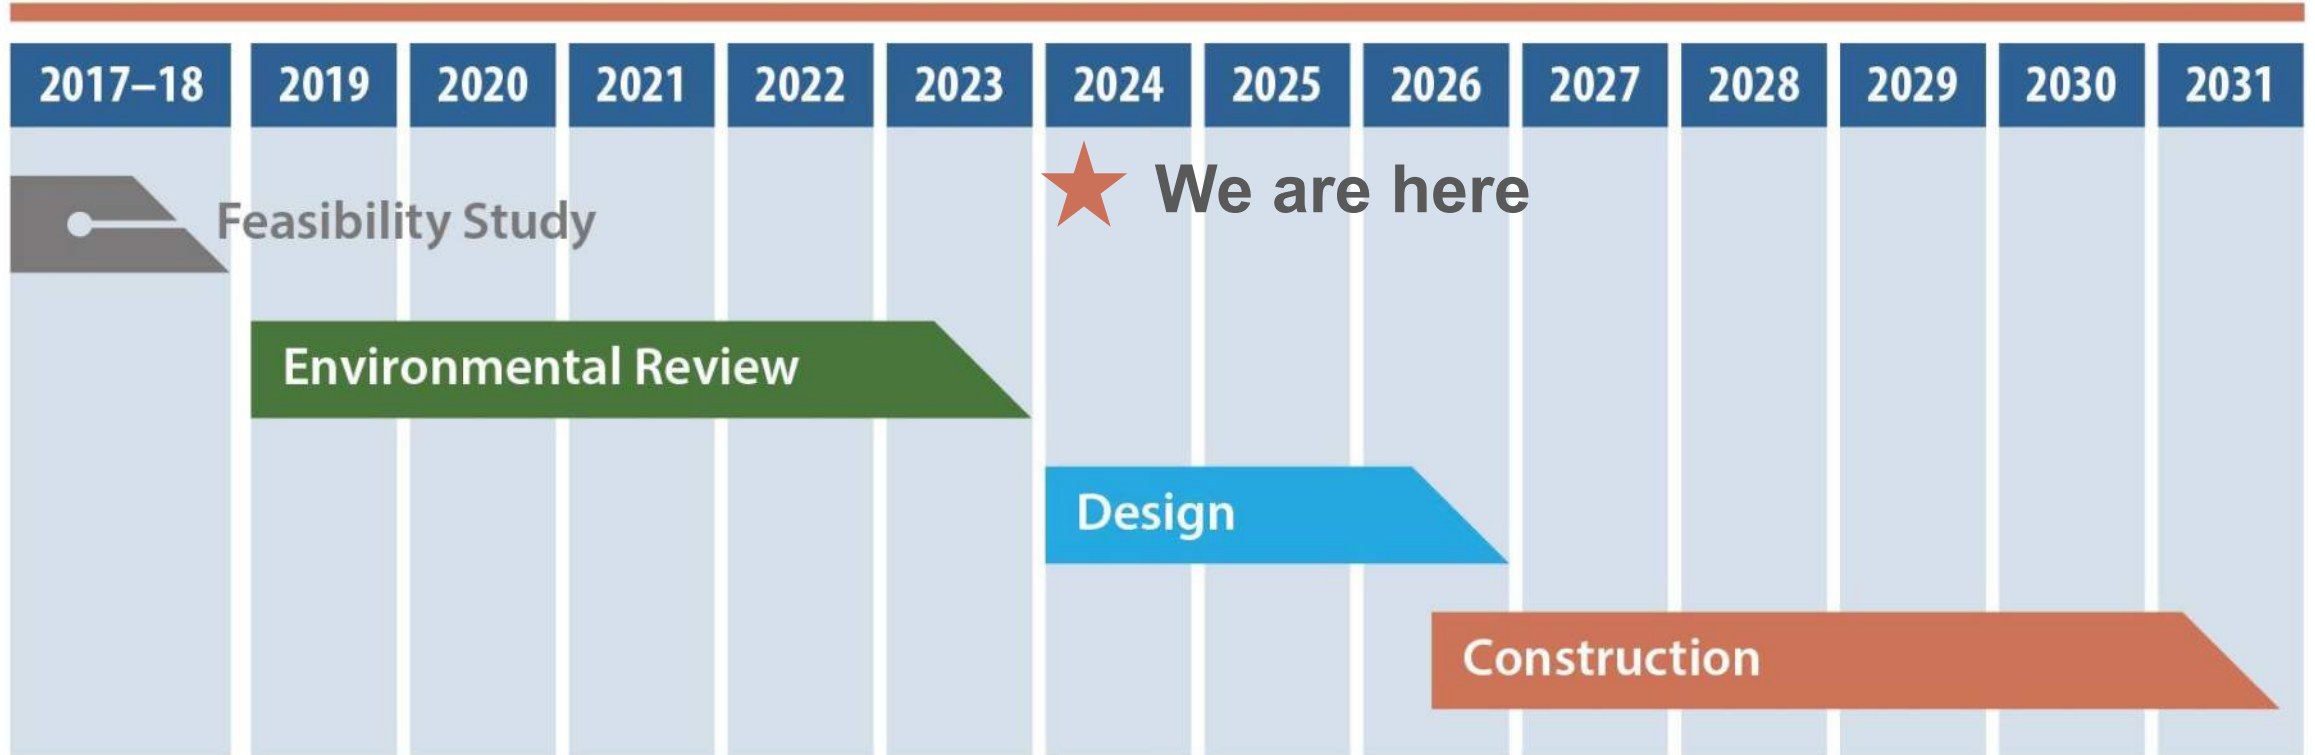 2017–18 2019 2020 2021 2022 2023 2024 2025 2026 2027 2028 2029 2030 2031
We are here
Feasibility Study
Environmental Review
Design
Construction